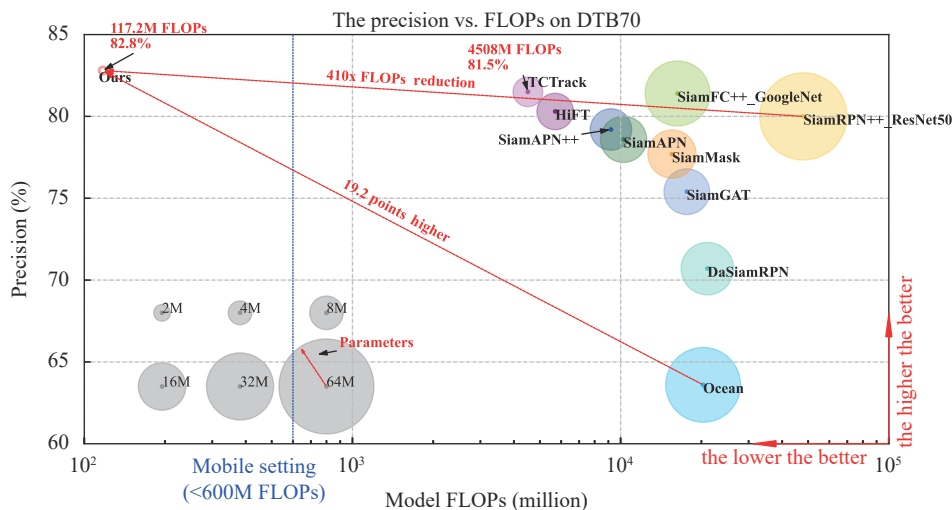 The precision vs. FLOPs on DTB70
85
80
75
70
65
60
Precision (%)
117.2M FLOPs
82.8%
Ours
410x FLOPs reduction
4508M FLOPs
81.5%
TCTrack
HiFT
SiamAPN++
SiamAPN
SiamFC++_GoogleNet
SiamRPN++_ResNet50
SiamMask
SiamGAT
19.2 points higher
DaSiamRPN
Ocean
2M
4M
8M
Parameters
16M
32M
64M
the higher the better
the lower the better
10²
10³
10⁴
10⁵
Mobile setting
(<600M FLOPs)
Model FLOPs (million)